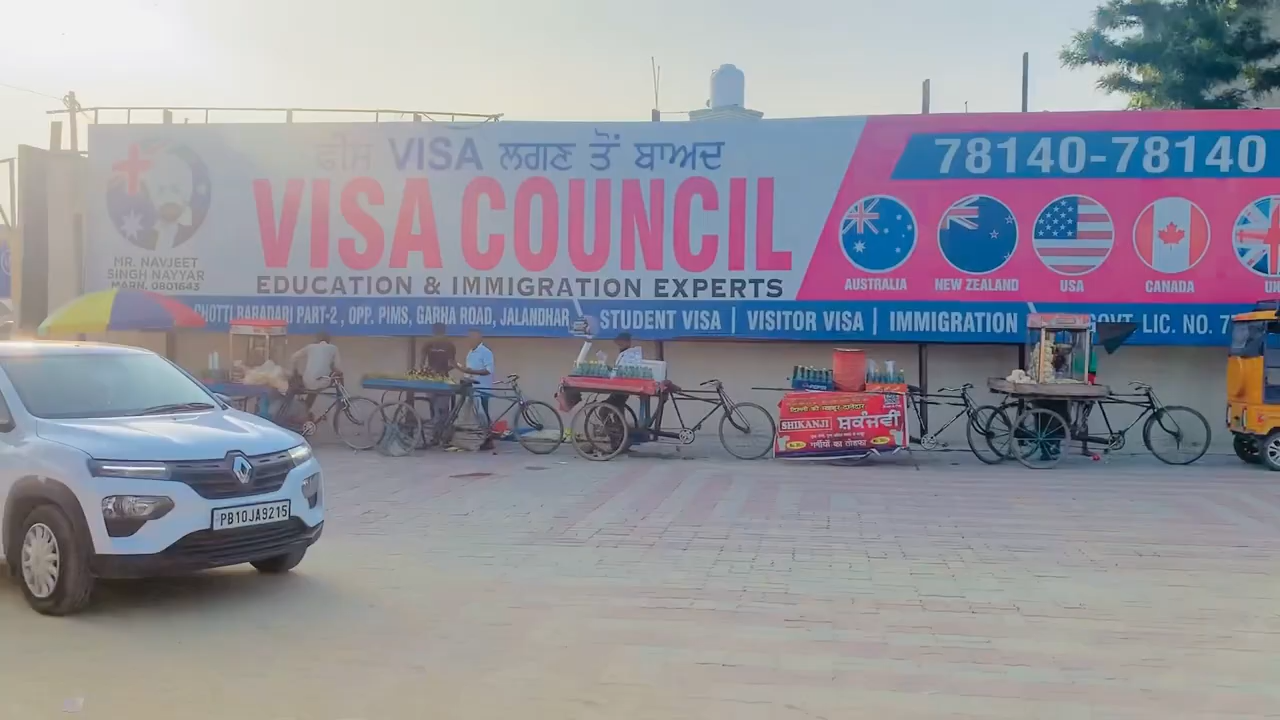 ਫੀਸ VISA ਲਗਣ ਤੋਂ ਬਾਅਦ
VISA COUNCIL
EDUCATION & IMMIGRATION EXPERTS
MR. NAVJEET
SINGH NAYYAR
MARN. 0801643
78140-78140
AUSTRALIA
NEW ZEALAND
USA
CANADA
CHOTTI BARADARI PART-2, OPP. PIMS, GARHA ROAD, JALANDHAR
STUDENT VISA | VISITOR VISA | IMMIGRATION
LIC. NO.
SHIKANJI ਸ਼ਿਕੰਜਵੀ
PB10JA9215